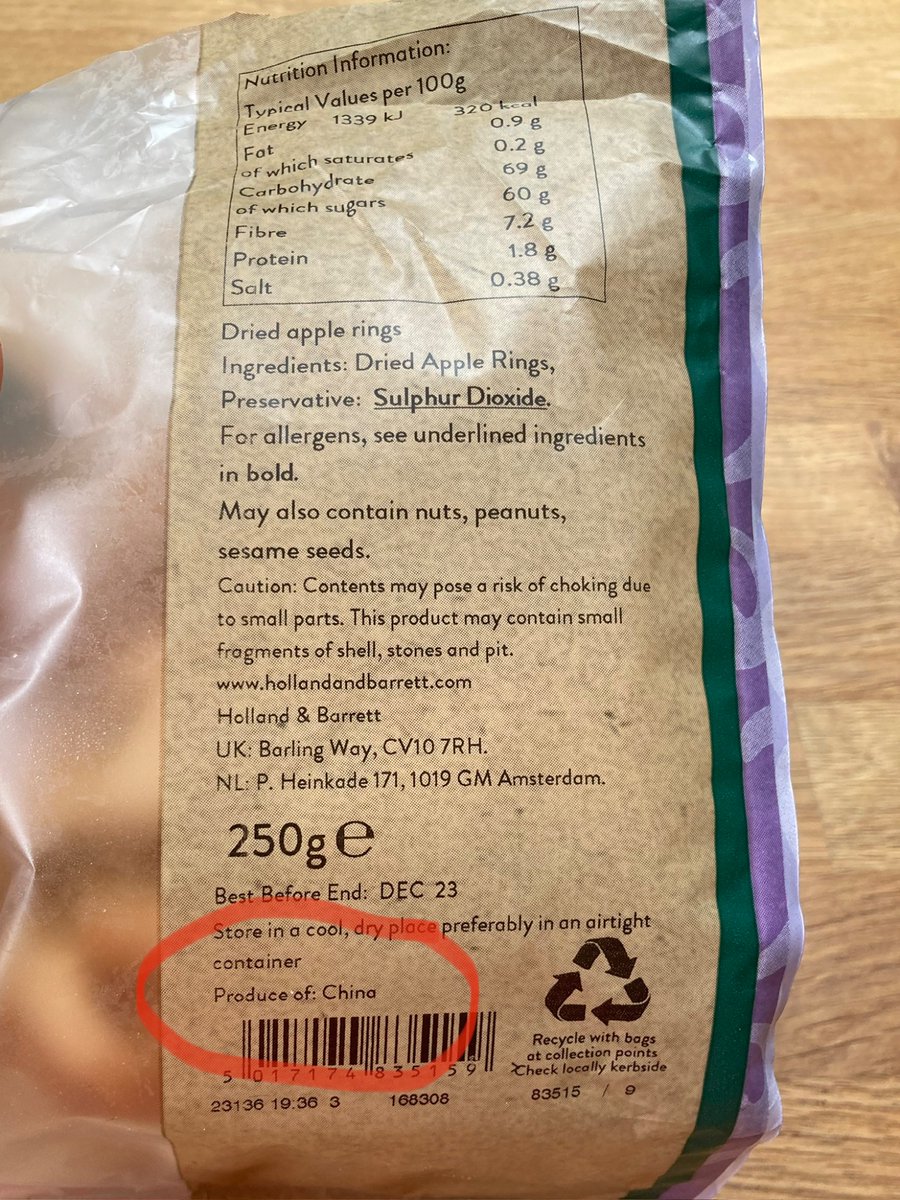 Nutrition Information:
Typical Values per 100g
Energy 1339 kJ 320 kcal
Fat 0.9 g
of which saturates 0.2 g
Carbohydrate 69 g
of which sugars 60 g
Fibre 7.2 g
Protein 1.8 g
Salt 0.38 g
Dried apple rings
Ingredients: Dried Apple Rings,
Preservative: Sulphur Dioxide.
For allergens, see underlined ingredients
in bold.
May also contain nuts, peanuts,
sesame seeds.
Caution: Contents may pose a risk of choking due
to small parts. This product may contain small
fragments of shell, stones and pit.
www.hollandandbarrett.com
Holland & Barrett
UK: Barling Way, CV10 7RH.
NL: P. Heinkade 171, 1019 GM Amsterdam.
250g e
Best Before End: DEC 23
Store in a cool, dry place preferably in an airtight
container
Produce of: China
5 017174 835159
23136 19:36 3 168308
Recycle with bags
at collection points
Check locally kerbside
83515 / 9